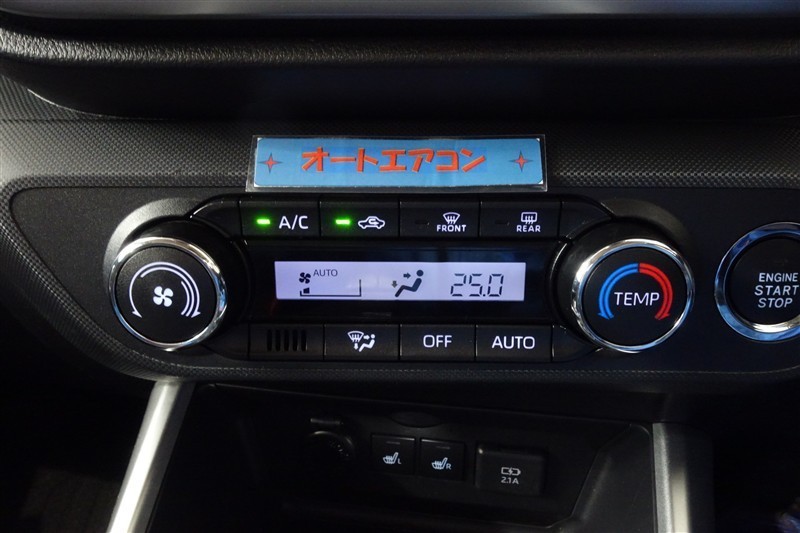 オートエアコン
A/C
FRONT
REAR
AUTO
25.0
TEMP
ENGINE
START
STOP
OFF
AUTO
L
R
2.1A